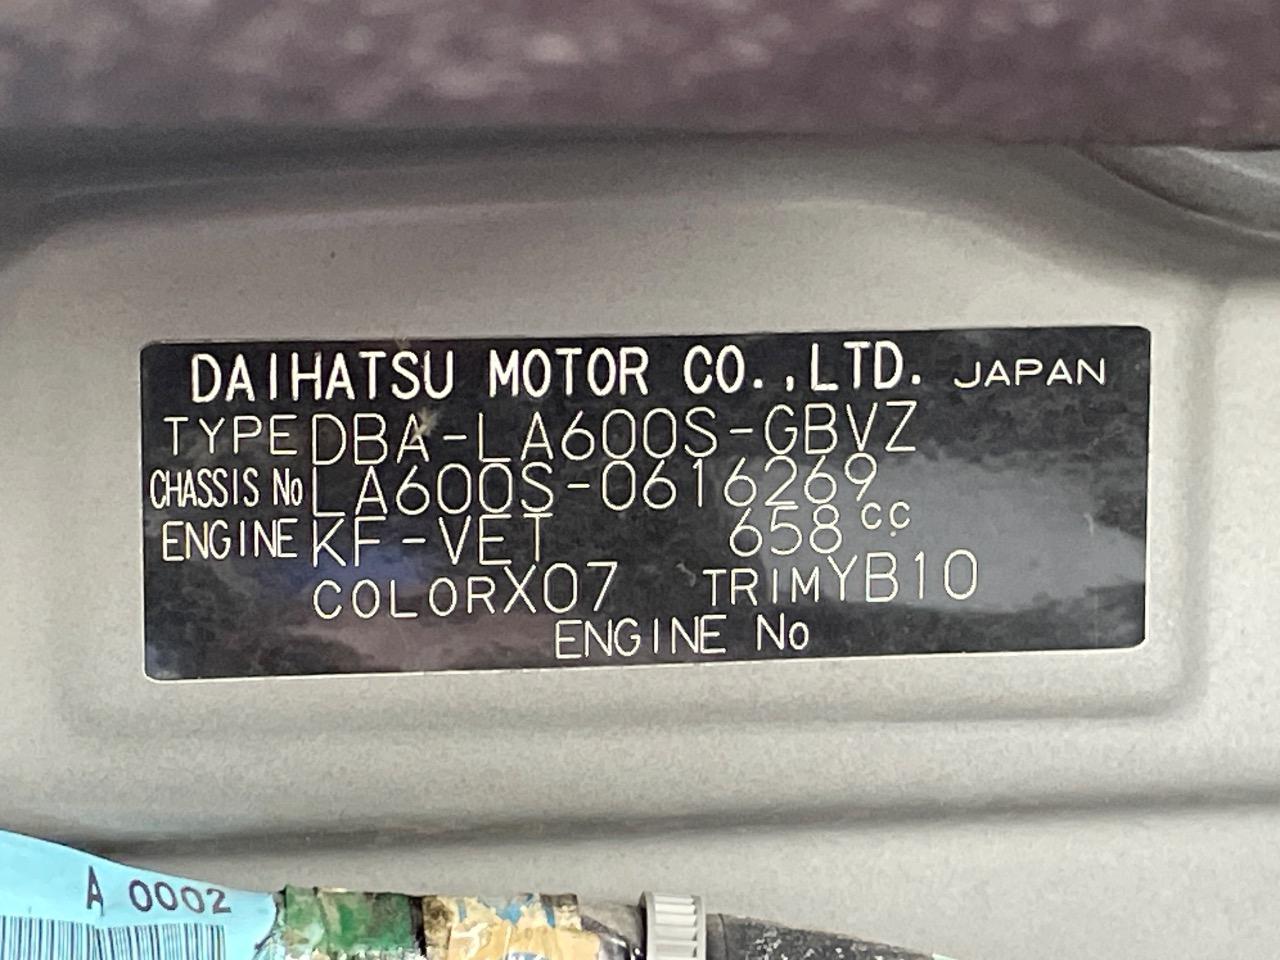 DAIHATSU MOTOR CO.,LTD. JAPAN
TYPE DBA-LA600S-GBVZ
CHASSIS No LA600S-0616269
ENGINE KF-VET 658 cc
COLOR X07 TRIM YB10
ENGINE No
A 0002